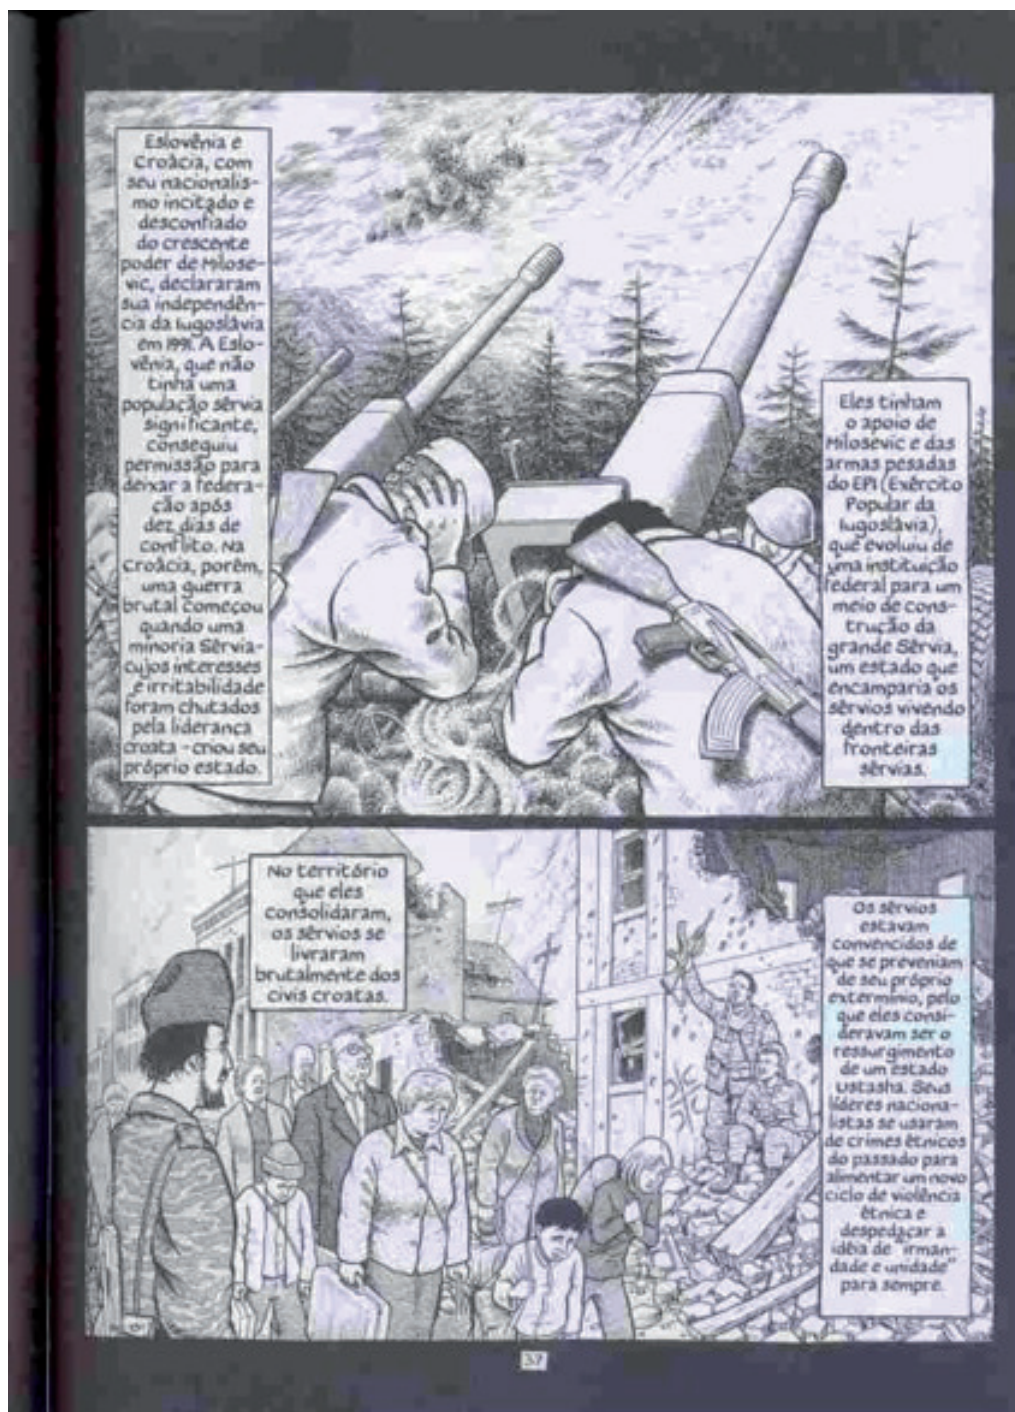 Eslovênia e
Croácia, com
seu nacionalis-
mo incitado e
desconfiado
do crescente
poder de Milose-
vic, declararam
sua independên-
cia da Iugoslávia
em 1991. A Eslo-
vênia, que não
tinha uma
população sérvia
significante,
conseguiu
permissão para
deixar a federa-
ção após
dez dias de
conflito. Na
Croácia, porém,
uma guerra
brutal começou
quando uma
minoria Sérvia-
cujos interesses
e irritabilidade
foram chutados
pela liderança
croata - criou seu
próprio estado.
Eles tinham
o apoio de
Milosevic e das
armas pesadas
do EPI (Exército
Popular da
Iugoslávia),
que evoluiu de
uma instituição
federal para um
meio de cons-
trução da
grande Sérvia,
um estado que
encamparia os
sérvios vivendo
dentro das
fronteiras
sérvias.
No território
que eles
consolidaram,
os sérvios se
livraram
brutalmente dos
civis croatas.
Os sérvios
estavam
convencidos de
que se preveniam
de seu próprio
extermínio, pelo
que eles consi-
deravam ser o
ressurgimento
de um estado
Ustasha. Seus
líderes naciona-
listas se usaram
de crimes étnicos
do passado para
alimentar um novo
ciclo de violência
étnica e
despedaçar a
idéia de "irman-
dade e unidade"
para sempre.
37